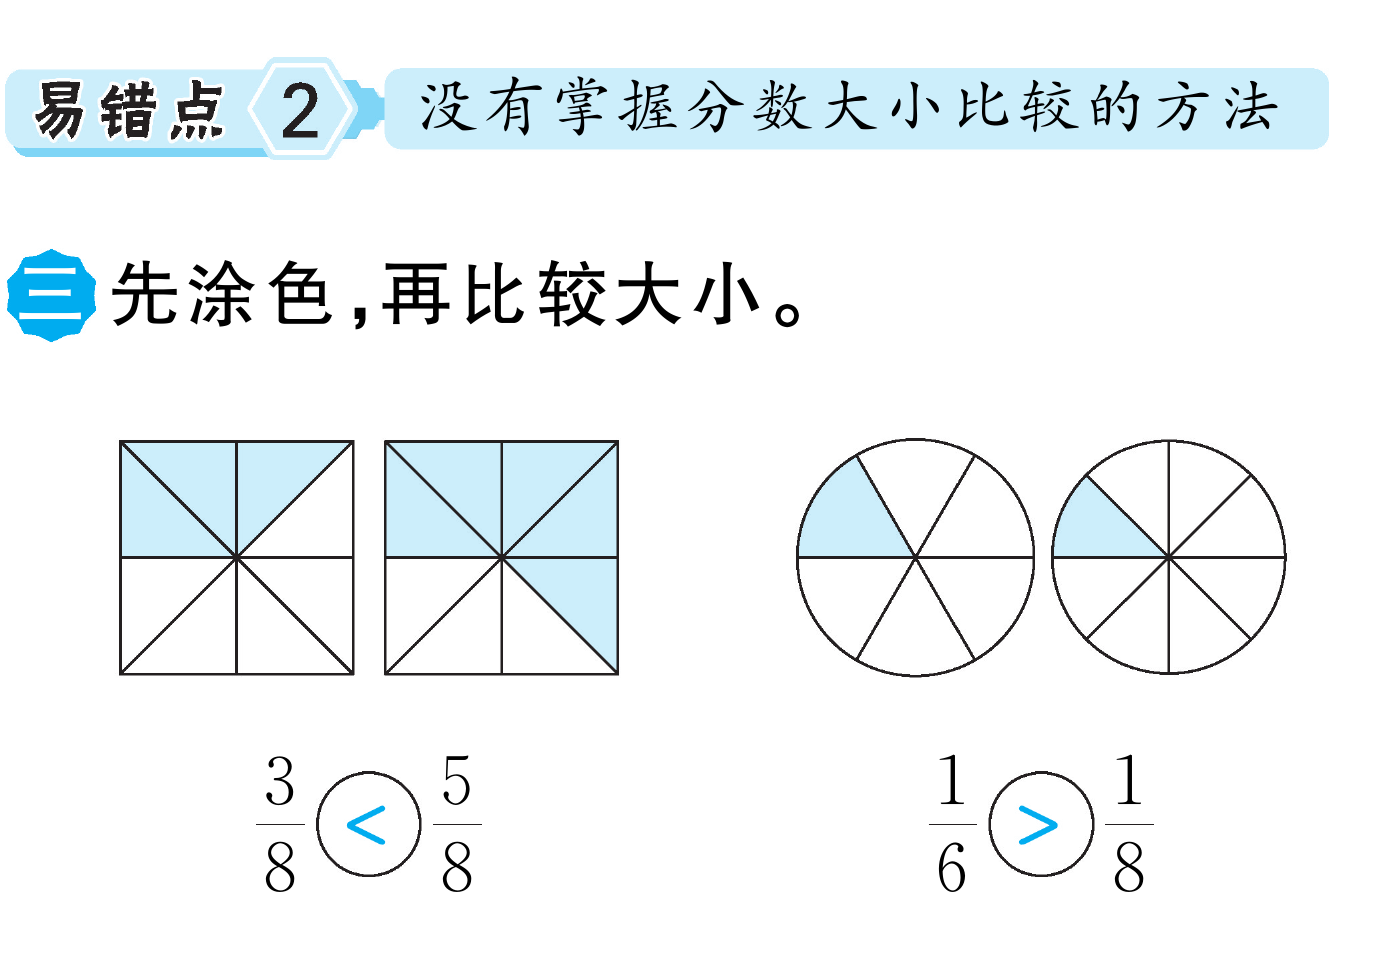 易错点 2 没有掌握分数大小比较的方法
三 先涂色,再比较大小。
3/8 < 5/8 1/6 > 1/8